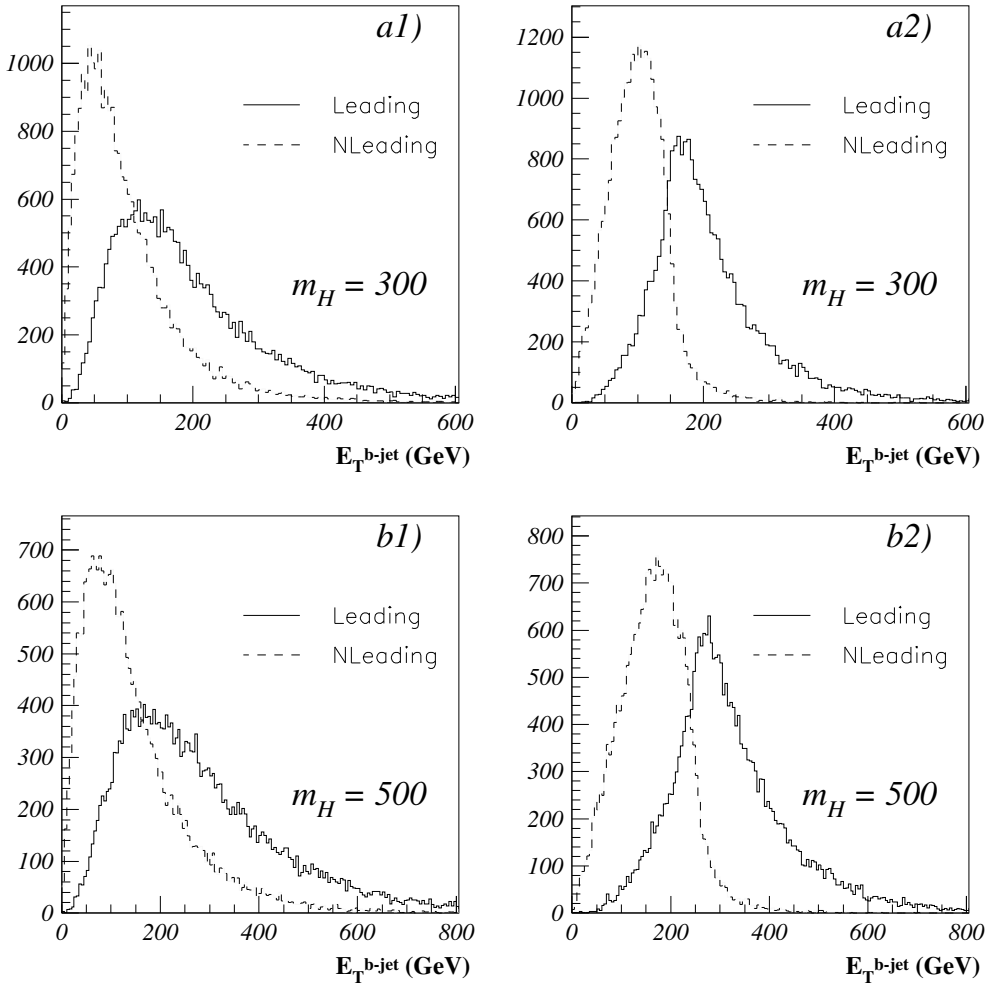 a1)
1000
800
600
400
200
0
Leading
NLeading
m_H = 300
0 200 400 600
E_T^b-jet (GeV)
a2)
1200
1000
800
600
400
200
0
Leading
NLeading
m_H = 300
0 200 400 600
E_T^b-jet (GeV)
b1)
700
600
500
400
300
200
100
0
Leading
NLeading
m_H = 500
0 200 400 600 800
E_T^b-jet (GeV)
b2)
800
700
600
500
400
300
200
100
0
Leading
NLeading
m_H = 500
0 200 400 600 800
E_T^b-jet (GeV)